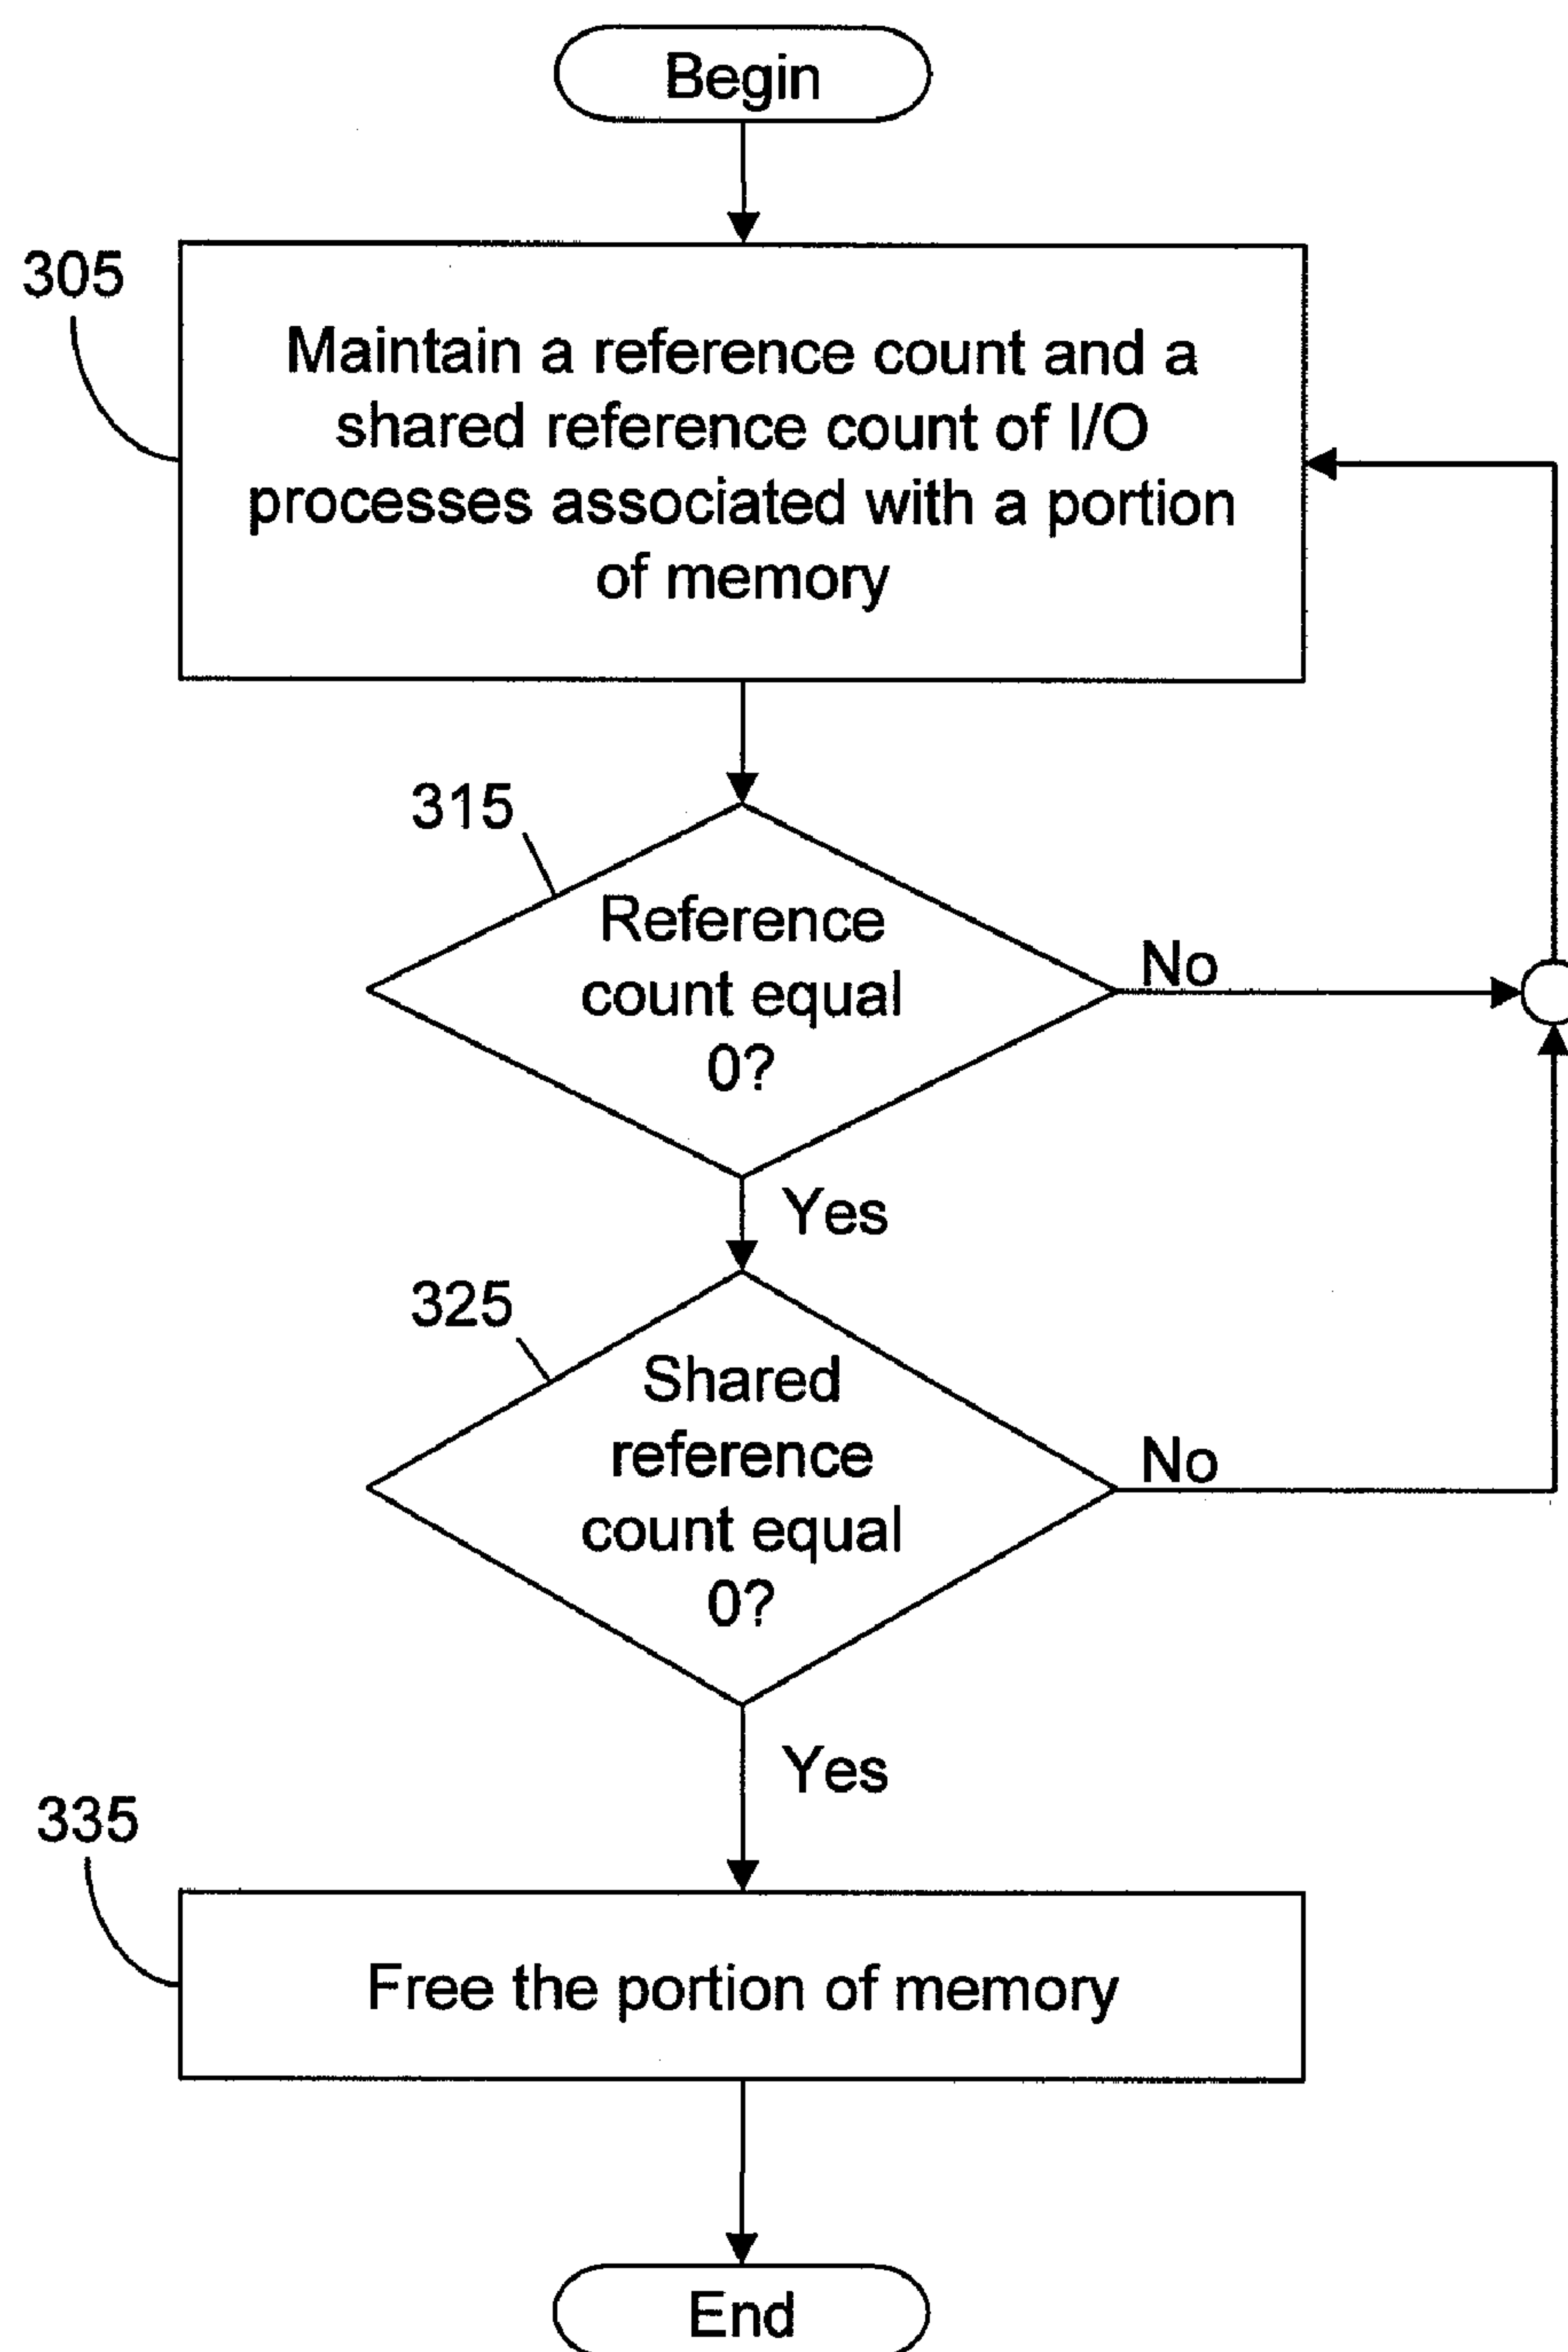 Begin
305
Maintain a reference count and a
shared reference count of I/O
processes associated with a portion
of memory
315
Reference
count equal
0?
No
Yes
325
Shared
reference
count equal
0?
No
Yes
335
Free the portion of memory
End